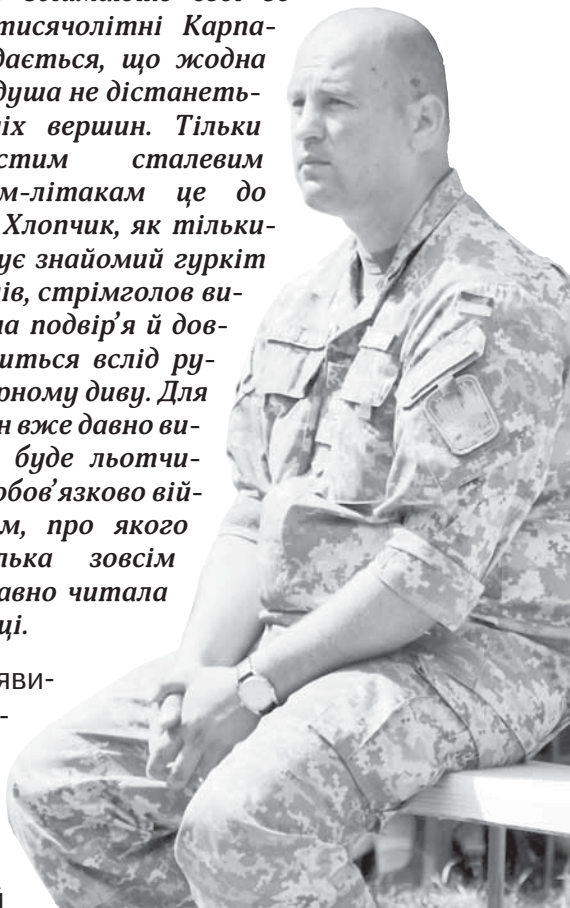 тисячолітні Карпа-
дається, що жодна
душа не дістанеть-
іх вершин. Тільки
стим сталевим
м-літакам це до
Хлопчик, як тільки-
ує знайомий гуркіт
ів, стрімголов ви-
на подвір’я й дов-
иться вслід ру-
рному диву. Для
н вже давно ви-
буде льотчи-
обов’язково вій-
м, про якого
лька зовсім
авно читала
ці.
яви-
-
й